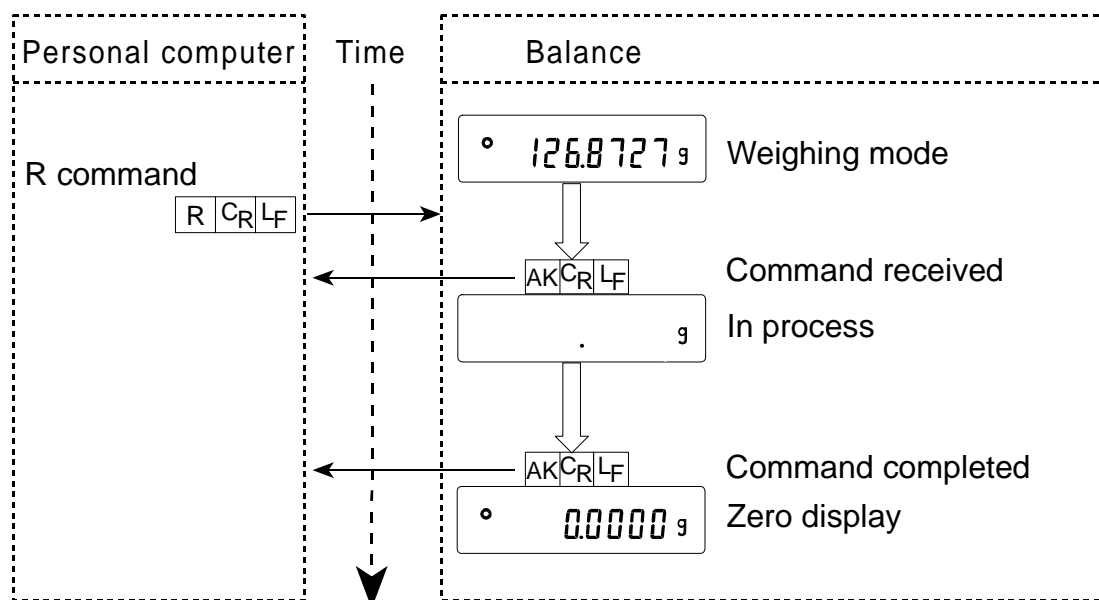 Personal computer Time Balance
126.8727 g Weighing mode
R command
R CR LF
AK CR LF Command received
. g In process
AK CR LF Command completed
0.0000 g Zero display